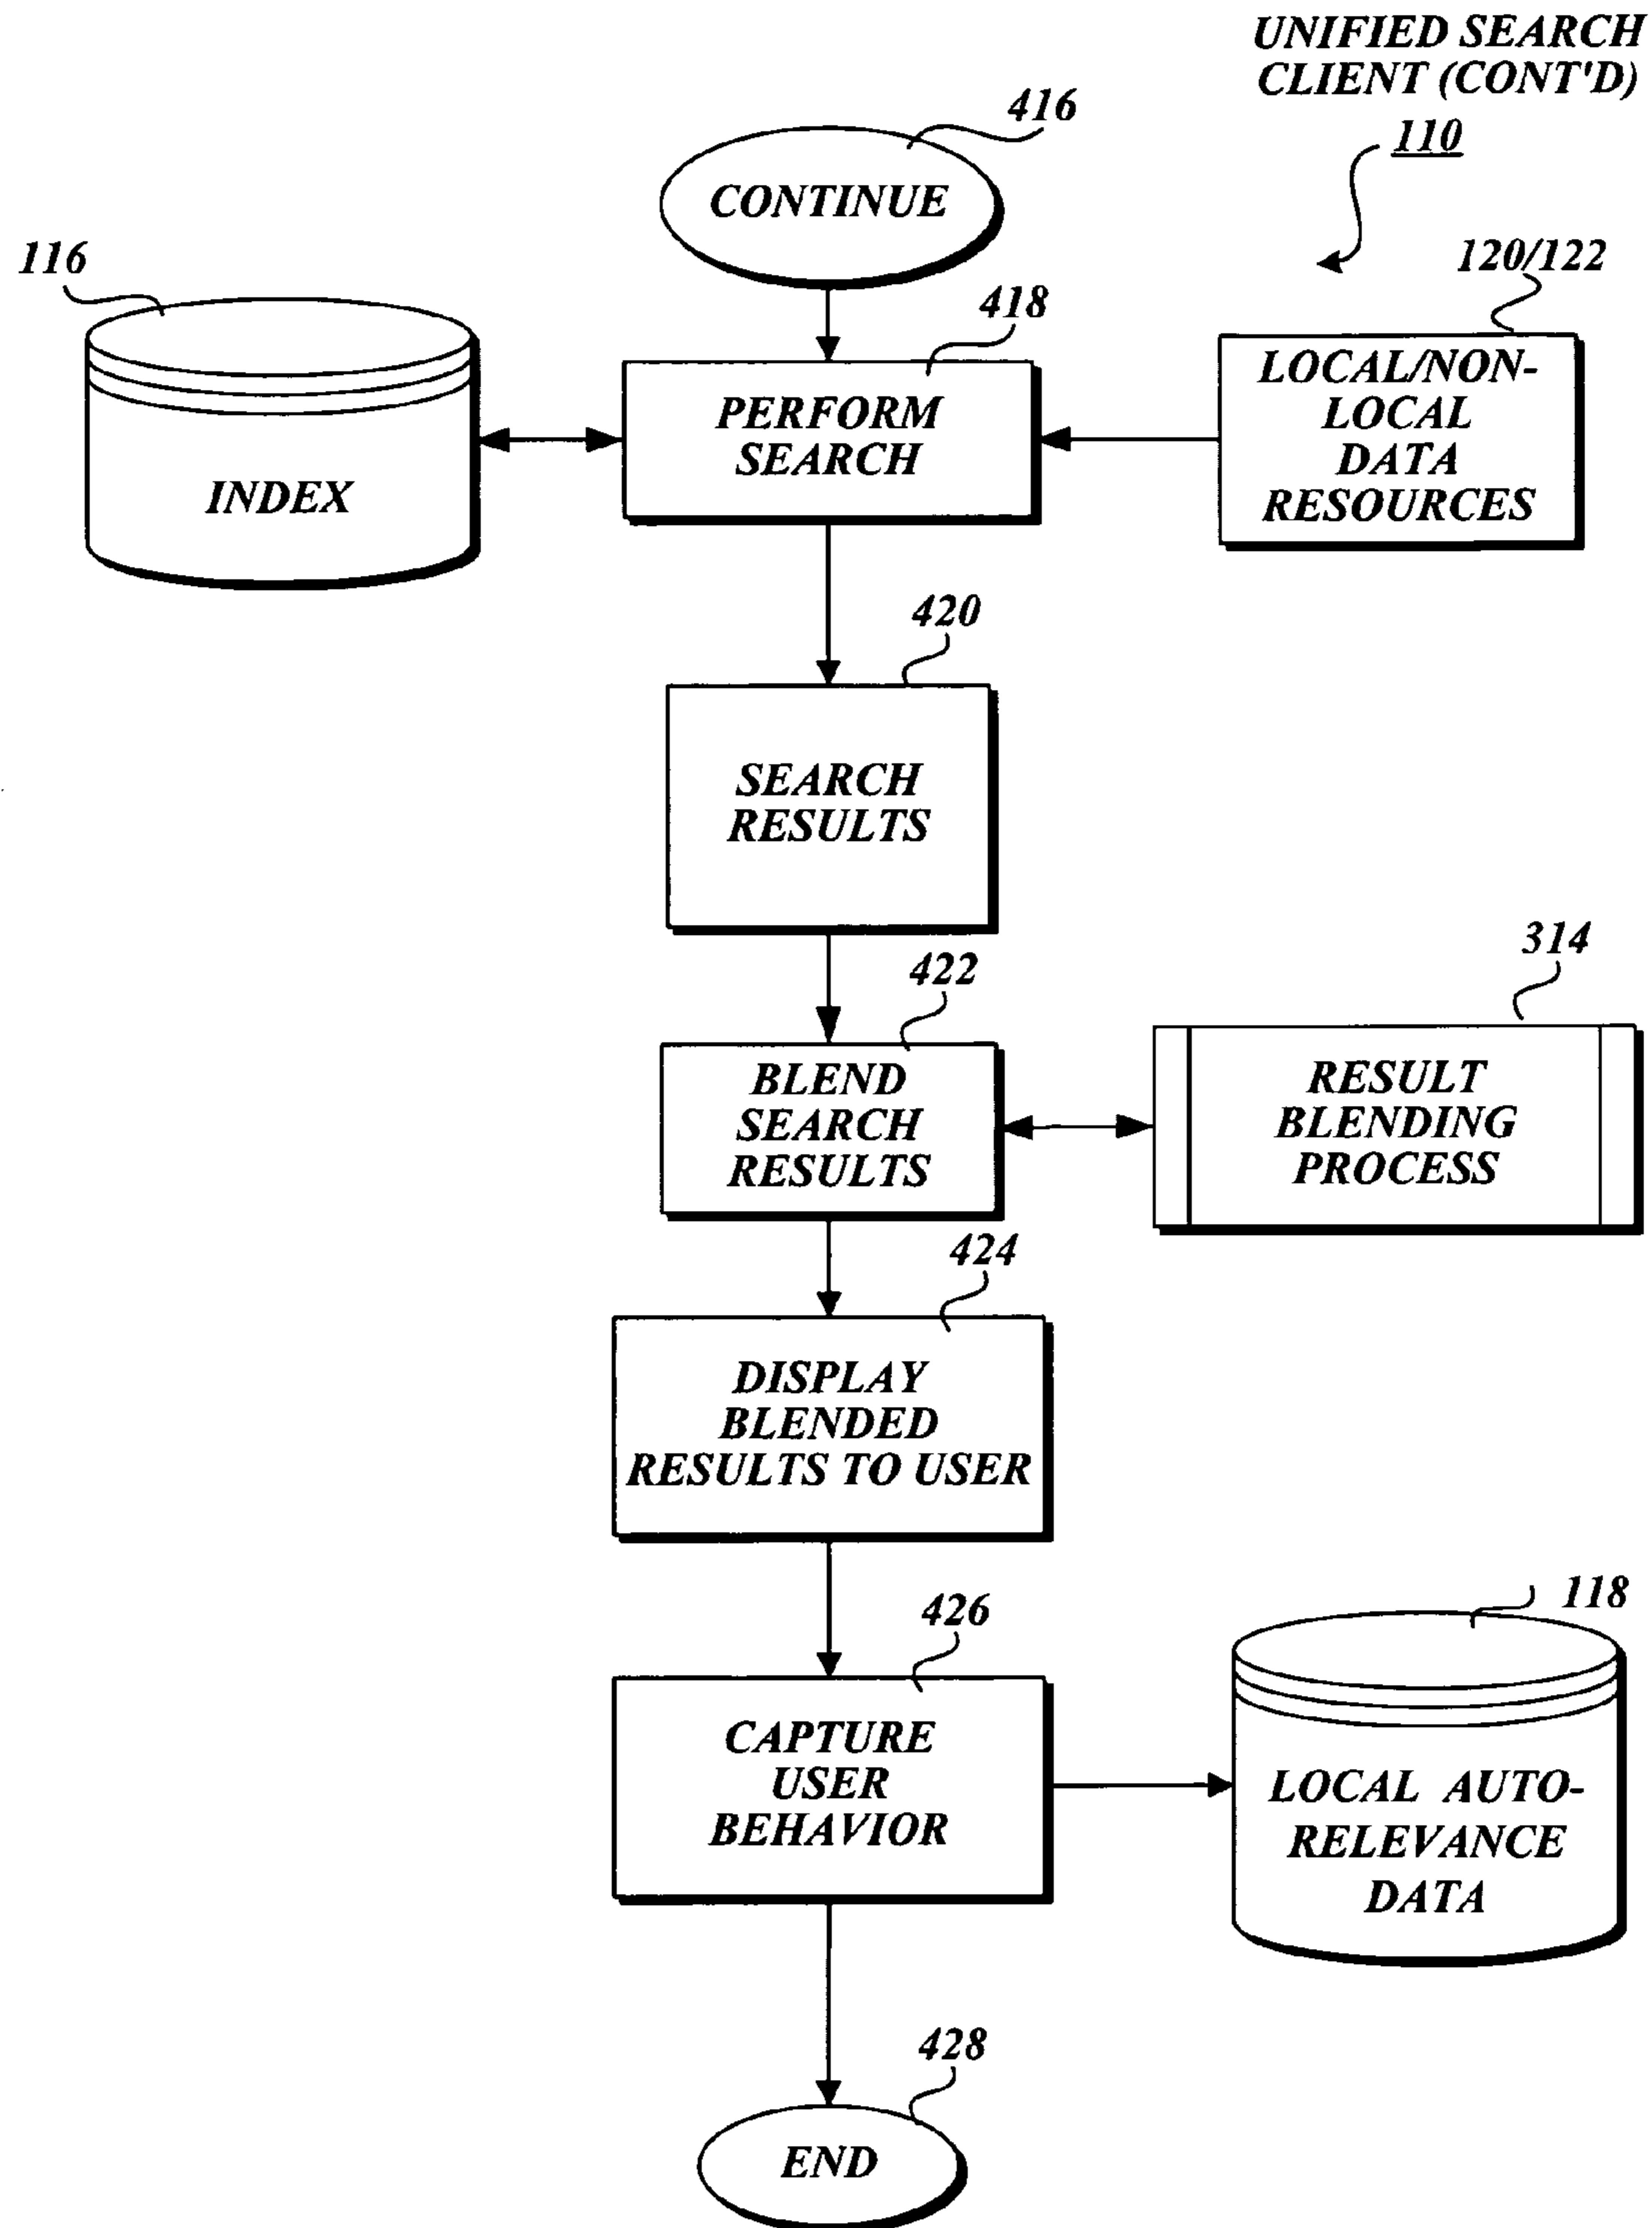 UNIFIED SEARCH
CLIENT (CONT'D)
110
416
CONTINUE
116
INDEX
418
PERFORM
SEARCH
120/122
LOCAL/NON-
LOCAL
DATA
RESOURCES
420
SEARCH
RESULTS
422
BLEND
SEARCH
RESULTS
314
RESULT
BLENDING
PROCESS
424
DISPLAY
BLENDED
RESULTS TO USER
426
CAPTURE
USER
BEHAVIOR
118
LOCAL AUTO-
RELEVANCE
DATA
428
END